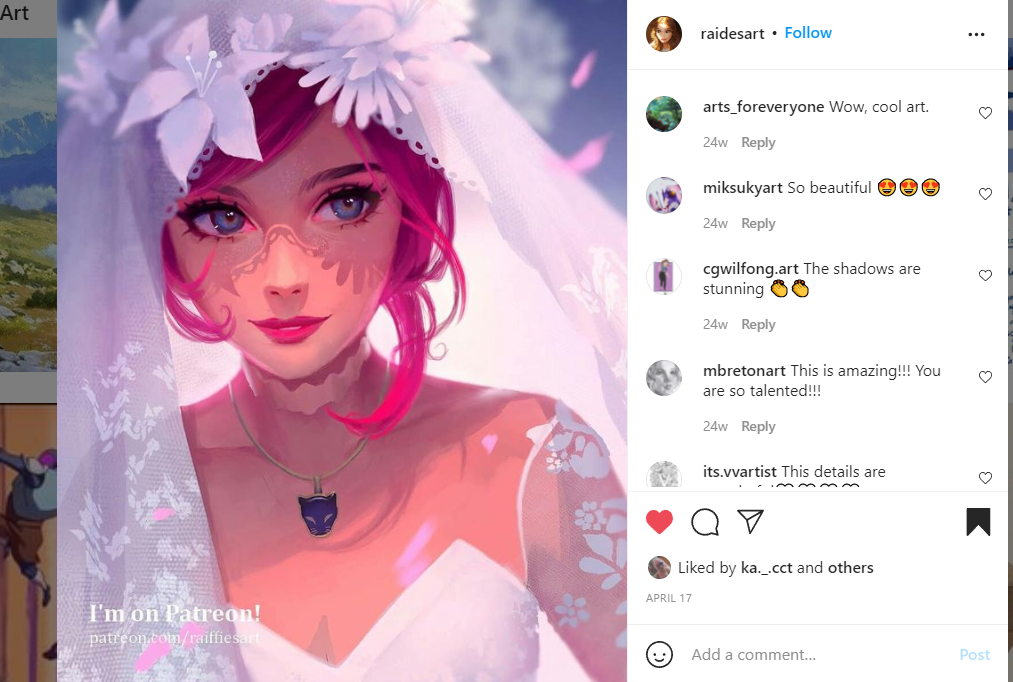 Art
raidesart • Follow
arts_foreveryone Wow, cool art.
24w Reply
miksukyart So beautiful 😍😍😍
24w Reply
cgwilfong.art The shadows are
stunning 👏👏
24w Reply
mbretonart This is amazing!!! You
are so talented!!!
24w Reply
its.vvartist This details are
I'm on Patreon!
patreon.com/raiffiesart
Liked by ka._.cct and others
APRIL 17
Add a comment...
Post